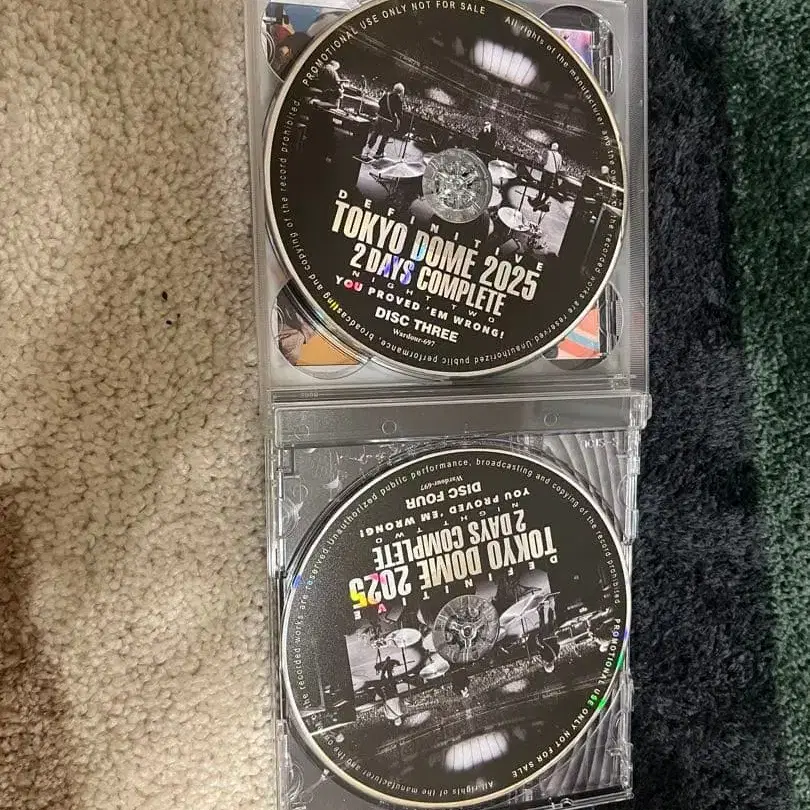 PROMOTIONAL USE ONLY NOT FOR SALE
All rights of the manufacturer and the ow of the recorded works are reserved. Unauthorized public performance, broadcasting and copying of the record prohibited.
DEFINITIVE
TOKYO DOME 2025
2 DAYS COMPLETE
NIGHT TWO
YOU PROVED 'EM WRONG!
DISC THREE
Wardour-697
All rights of the manufacturer and the ow the recorded works are reserved. Unauthorized public performance, broadcasting and copying of the record prohibited.
PROMOTIONAL USE ONLY NOT FOR SALE
DEFINITIVE
TOKYO DOME 2025
2 DAYS COMPLETE
NIGHT TWO
YOU PROVED 'EM WRONG!
DISC FOUR
Wardour-697